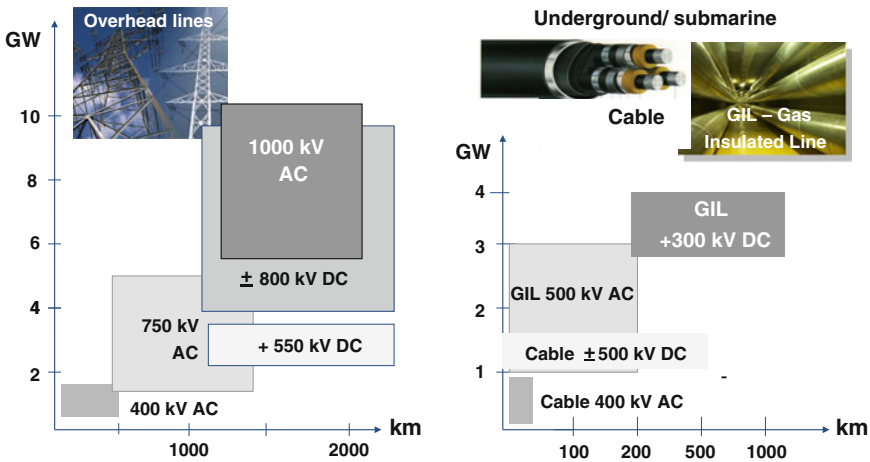 Overhead lines
GW
10
8
6
4
2
1000 kV
AC
± 800 kV DC
750 kV
AC
+ 550 kV DC
400 kV AC
1000
2000
km
Underground/ submarine
Cable
GIL – Gas
Insulated Line
GW
4
3
2
1
GIL
+300 kV DC
GIL 500 kV AC
Cable ±500 kV DC
-
Cable 400 kV AC
100
200
500
1000
km